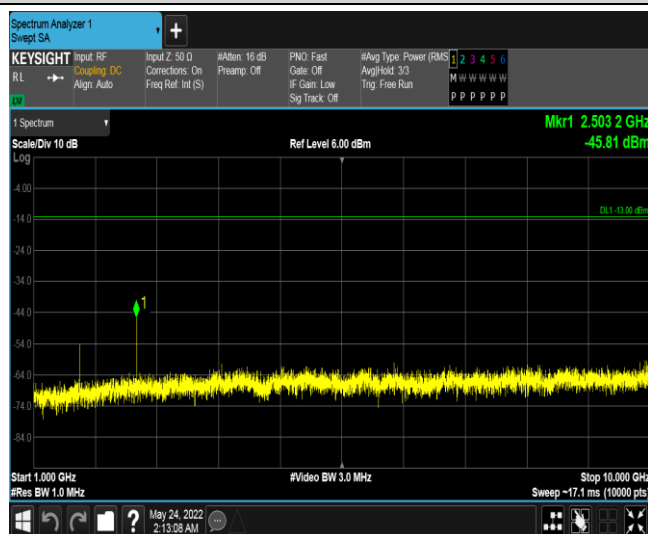 Spectrum Analyzer 1
Swept SA
+
KEYSIGHT Input: RF Input Z: 50 Ω #Atten: 16 dB PNO: Fast #Avg Type: Power (RMS 1 2 3 4 5 6
RL Coupling: DC Corrections: On Preamp: Off Gate: Off Avg|Hold: 3/3 M W W W W W
Align: Auto Freq Ref: Int (S) IF Gain: Low Trig: Free Run
Sig Track: Off P P P P P P
LXI
1 Spectrum Mkr1 2.503 2 GHz
Scale/Div 10 dB Ref Level 6.00 dBm -45.81 dBm
Log
-4.00
DL1 -13.00 dBm
-14.0
-24.0
-34.0
1
-44.0
-54.0
-64.0
-74.0
-84.0
Start 1.000 GHz #Video BW 3.0 MHz Stop 10.000 GHz
#Res BW 1.0 MHz Sweep ~17.1 ms (10000 pts)
? May 24, 2022
2:13:08 AM